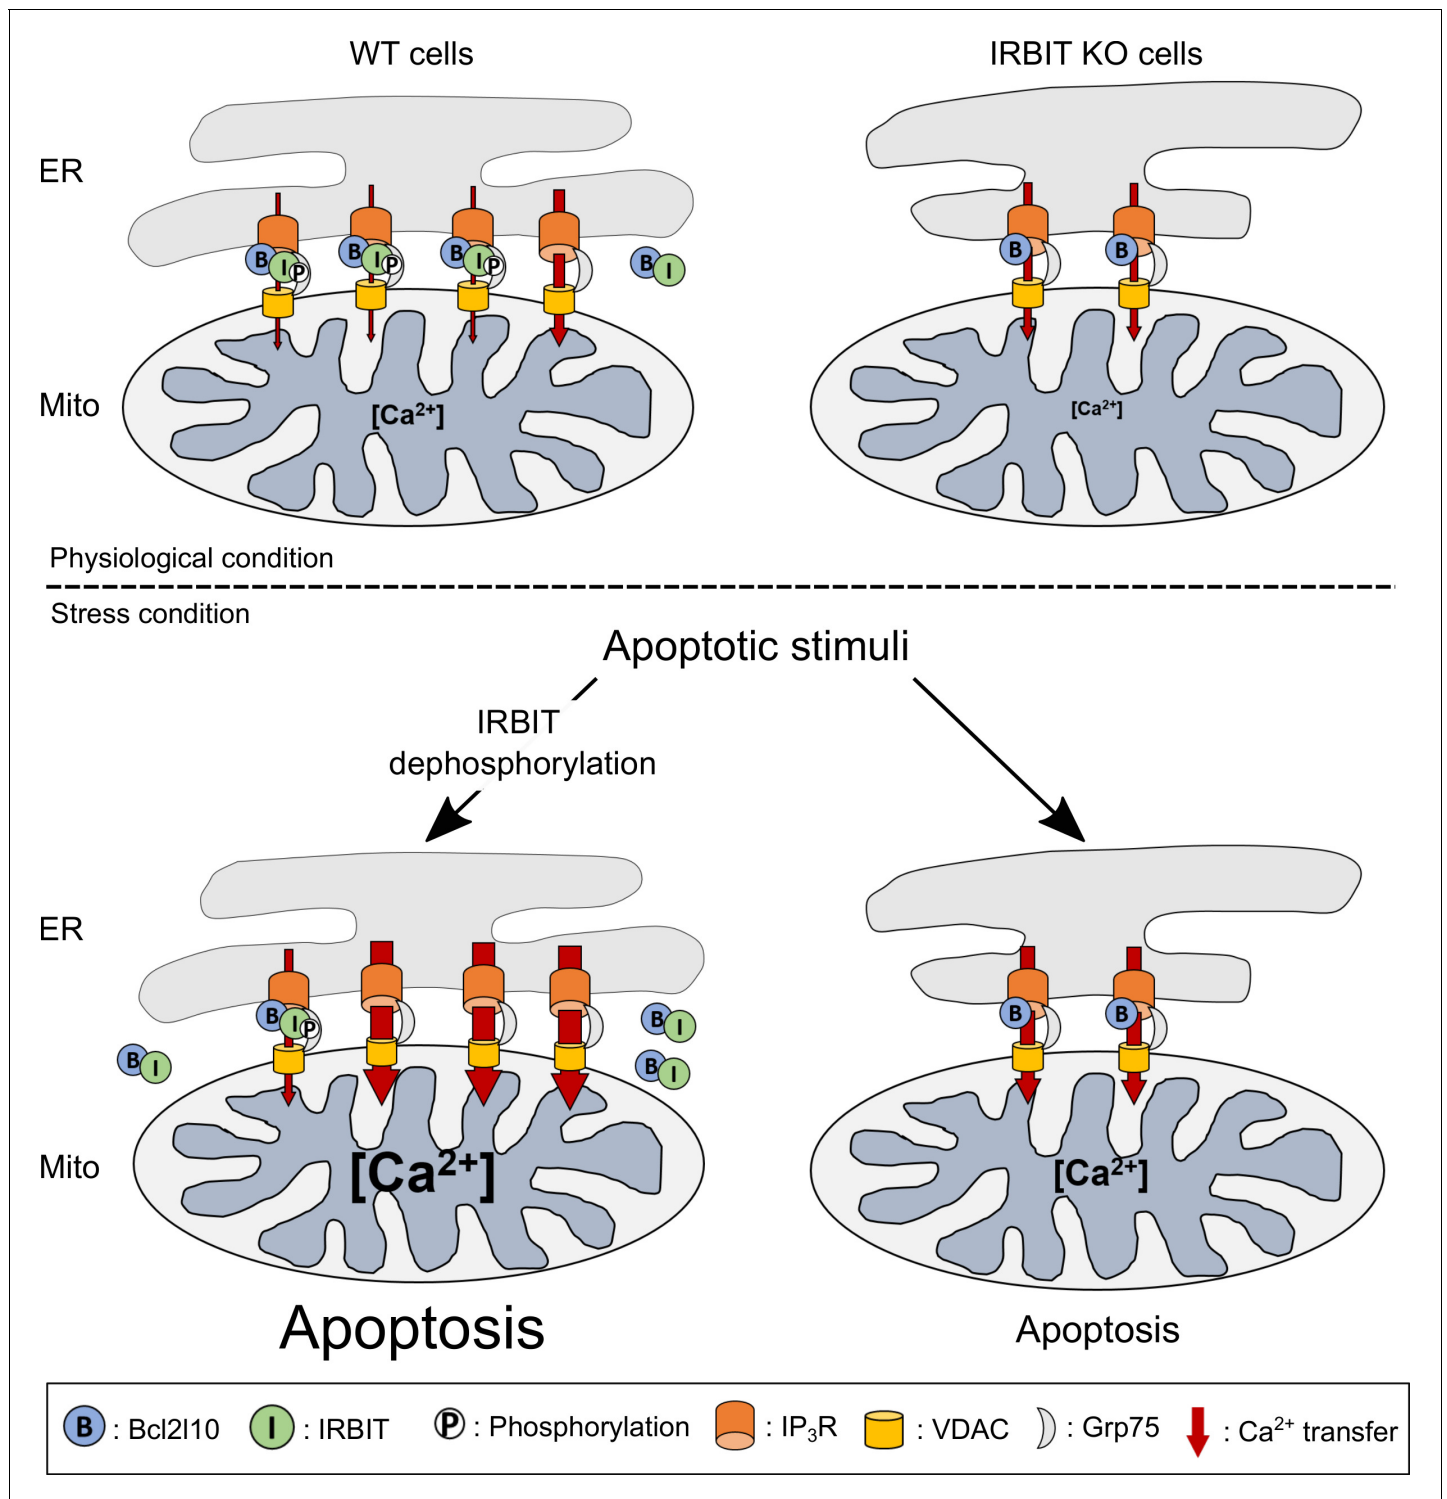 WT cells
IRBIT KO cells
ER
B I P
B I P
B I P
B I
B
B
Mito
[Ca²⁺]
[Ca²⁺]
Physiological condition
Stress condition
Apoptotic stimuli
IRBIT
dephosphorylation
ER
B I P
B I
B I
B I
B
B
Mito
[Ca²⁺]
[Ca²⁺]
Apoptosis
Apoptosis
B : Bcl2l10 I : IRBIT P : Phosphorylation : IP₃R : VDAC : Grp75 : Ca²⁺ transfer